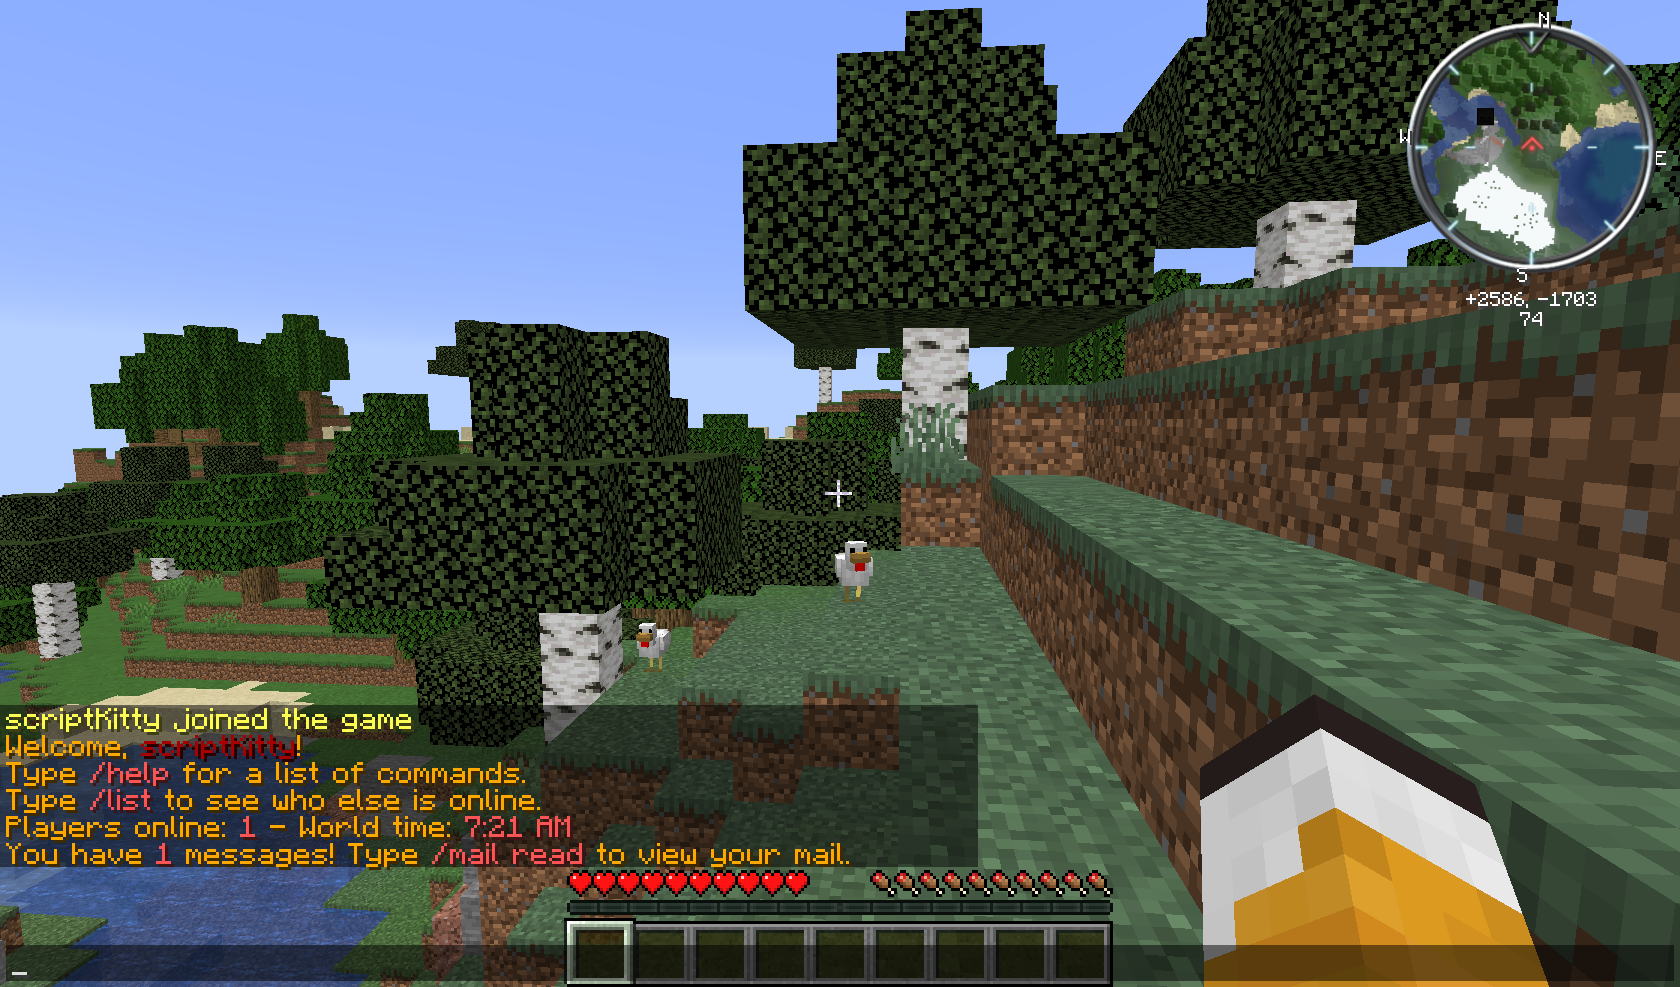 N
W
E
S
+2586, -1703
74
scriptKitty joined the game
Welcome, scriptKitty!
Type /help for a list of commands.
Type /list to see who else is online.
Players online: 1 - World time: 7:21 AM
You have 1 messages! Type /mail read to view your mail.
_